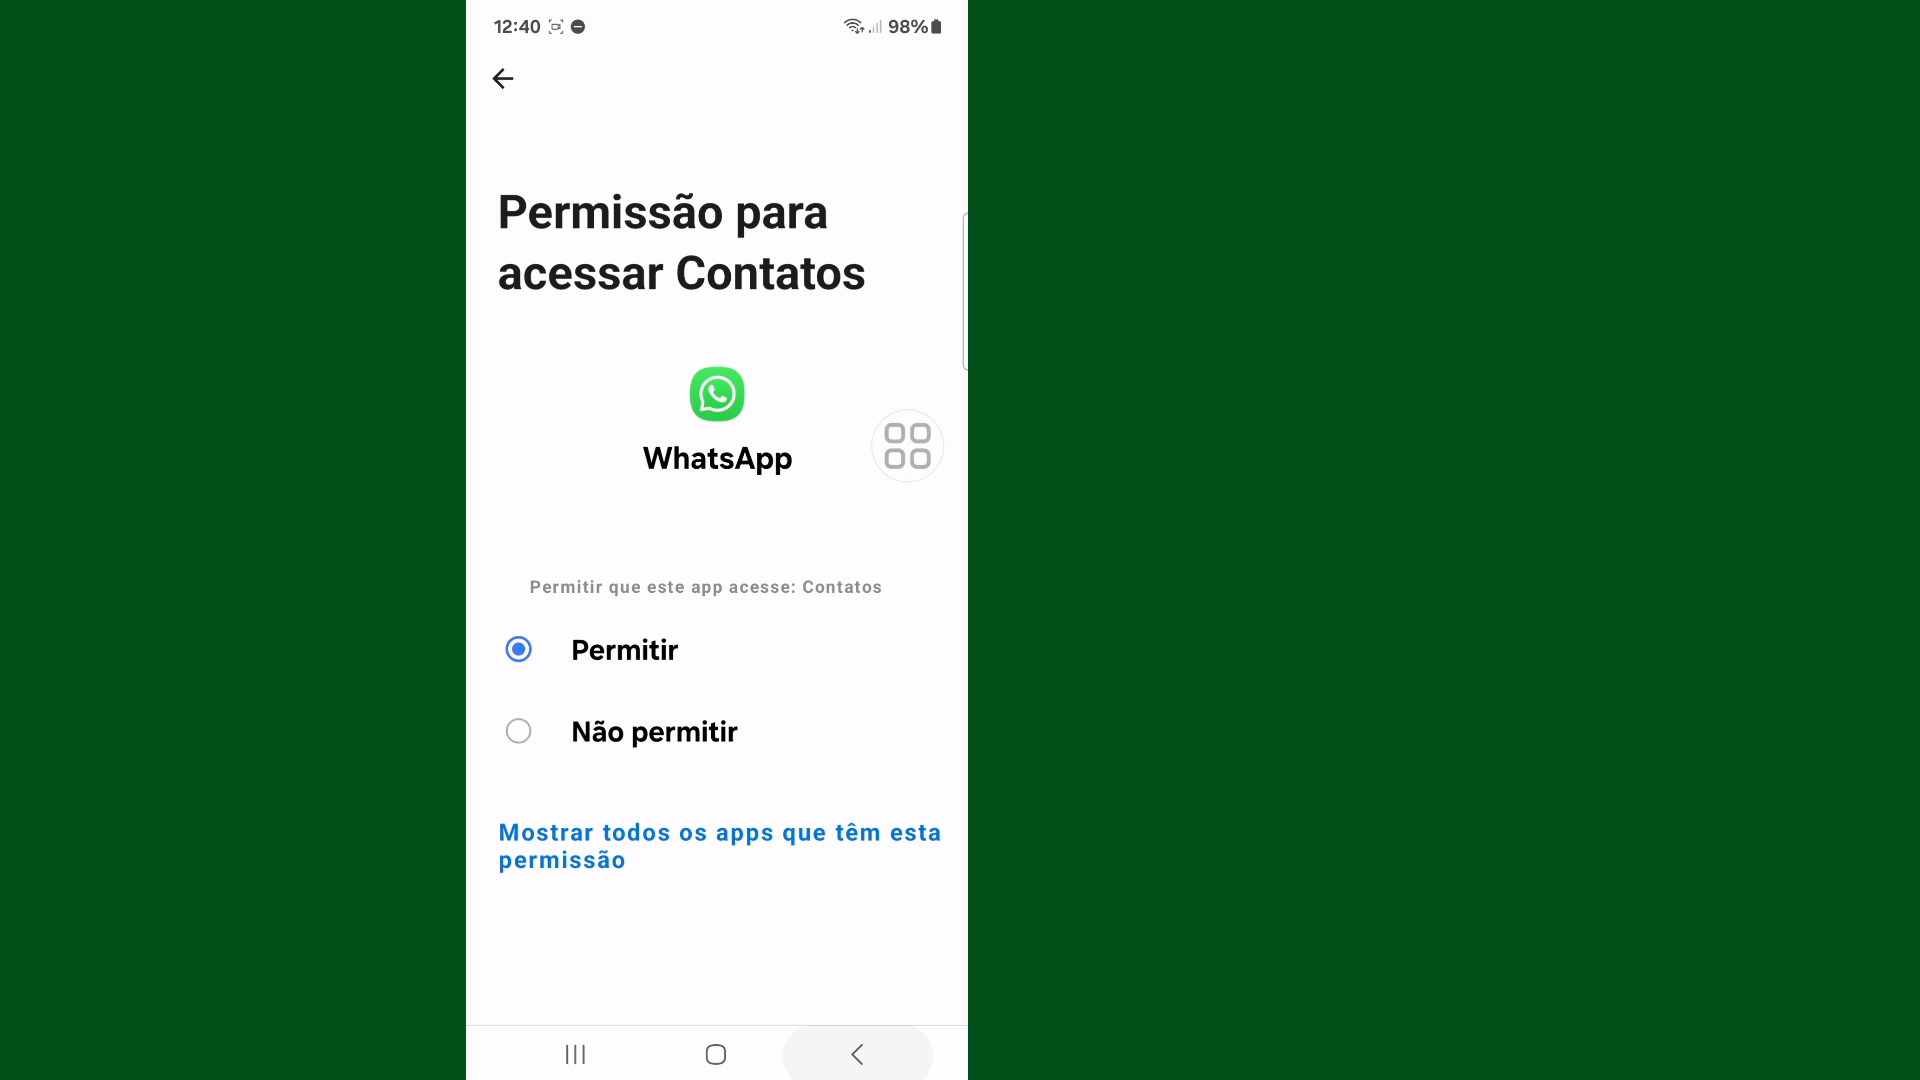 12:40 98%
Permissão para
acessar Contatos
WhatsApp
Permitir que este app acesse: Contatos
Permitir
Não permitir
Mostrar todos os apps que têm esta
permissão